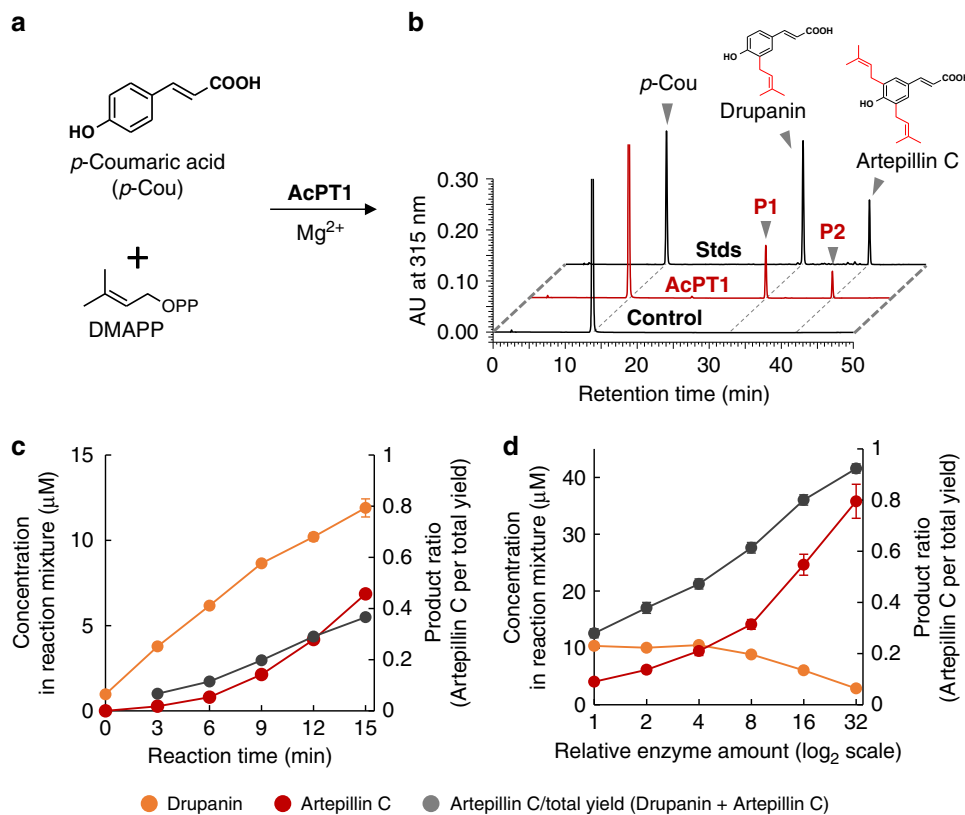 a
COOH
HO
p-Coumaric acid
(p-Cou)
+
OPP
DMAPP
AcPT1
Mg2+
b
COOH
HO
Drupanin
COOH
HO
Artepillin C
p-Cou
P1
P2
Stds
AcPT1
Control
AU at 315 nm
0.30
0.20
0.10
0.00
0 10 20 30 40 50
Retention time (min)
c
Concentration
in reaction mixture (μM)
15
10
5
0
1
0.8
0.6
0.4
0.2
0
Product ratio
(Artepillin C per total yield)
0 3 6 9 12 15
Reaction time (min)
d
Concentration
in reaction mixture (μM)
40
30
20
10
0
1
0.8
0.6
0.4
0.2
0
Product ratio
(Artepillin C per total yield)
1 2 4 8 16 32
Relative enzyme amount (log2 scale)
Drupanin Artepillin C Artepillin C/total yield (Drupanin + Artepillin C)